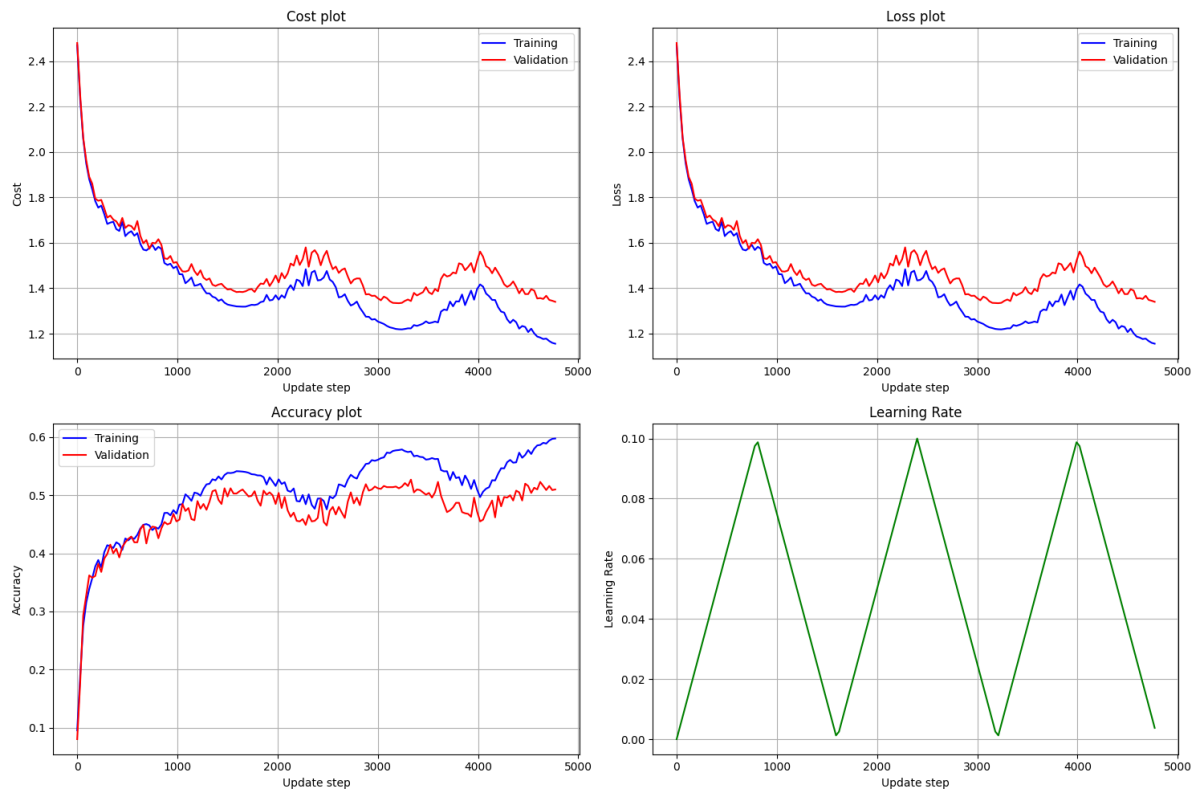 Cost plot
2.4
2.2
2.0
1.8
1.6
1.4
1.2
Cost
Training
Validation
0
1000
2000
3000
4000
5000
Update step
Loss plot
2.4
2.2
2.0
1.8
1.6
1.4
1.2
Loss
Training
Validation
0
1000
2000
3000
4000
5000
Update step
Accuracy plot
0.6
0.5
0.4
0.3
0.2
0.1
Accuracy
Training
Validation
0
1000
2000
3000
4000
5000
Update step
Learning Rate
0.10
0.08
0.06
0.04
0.02
0.00
Learning Rate
0
1000
2000
3000
4000
5000
Update step